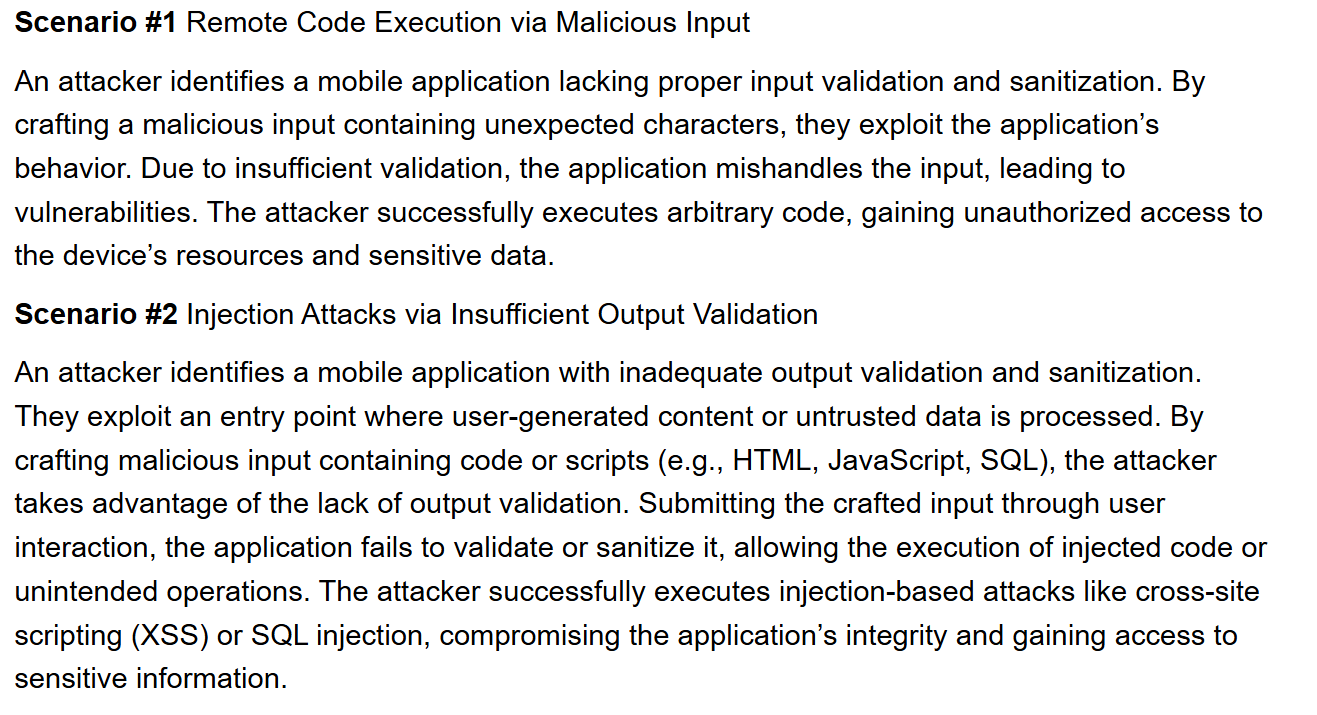 Scenario #1 Remote Code Execution via Malicious Input
An attacker identifies a mobile application lacking proper input validation and sanitization. By
crafting a malicious input containing unexpected characters, they exploit the application’s
behavior. Due to insufficient validation, the application mishandles the input, leading to
vulnerabilities. The attacker successfully executes arbitrary code, gaining unauthorized access to
the device’s resources and sensitive data.
Scenario #2 Injection Attacks via Insufficient Output Validation
An attacker identifies a mobile application with inadequate output validation and sanitization.
They exploit an entry point where user-generated content or untrusted data is processed. By
crafting malicious input containing code or scripts (e.g., HTML, JavaScript, SQL), the attacker
takes advantage of the lack of output validation. Submitting the crafted input through user
interaction, the application fails to validate or sanitize it, allowing the execution of injected code or
unintended operations. The attacker successfully executes injection-based attacks like cross-site
scripting (XSS) or SQL injection, compromising the application’s integrity and gaining access to
sensitive information.